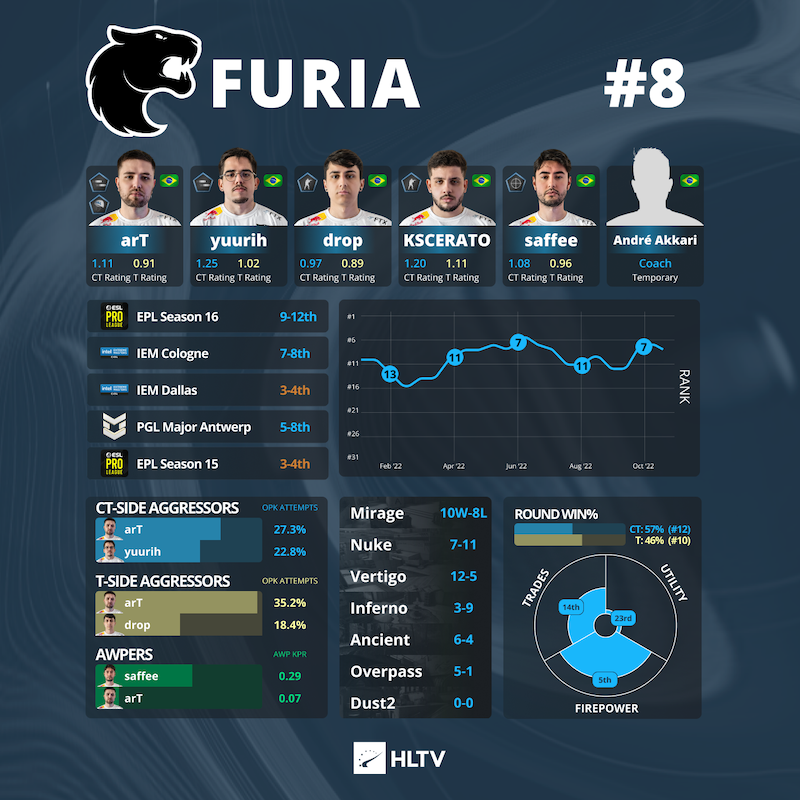 FURIA
#8
arT
1.11 0.91
CT Rating T Rating
yuurih
1.25 1.02
CT Rating T Rating
drop
0.97 0.89
CT Rating T Rating
KSCERATO
1.20 1.11
CT Rating T Rating
saffee
1.08 0.96
CT Rating T Rating
André Akkari
Coach
Temporary
ESL PRO LEAGUE
EPL Season 16 9-12th
intel
IEM Cologne 7-8th
intel
IEM Dallas 3-4th
PGL Major Antwerp 5-8th
ESL PRO LEAGUE
EPL Season 15 3-4th
#1
#6
#11
#16
#21
#26
#31
13
11
7
11
7
Feb '22 Apr '22 Jun '22 Aug '22 Oct '22
RANK
CT-SIDE AGGRESSORS OPK ATTEMPTS
arT 27.3%
yuurih 22.8%
T-SIDE AGGRESSORS OPK ATTEMPTS
arT 35.2%
drop 18.4%
AWPERS AWP KPR
saffee 0.29
arT 0.07
Mirage 10W-8L
Nuke 7-11
Vertigo 12-5
Inferno 3-9
Ancient 6-4
Overpass 5-1
Dust2 0-0
ROUND WIN%
CT: 57% (#12)
T: 46% (#10)
TRADES
UTILITY
14th
23rd
5th
FIREPOWER
HLTV